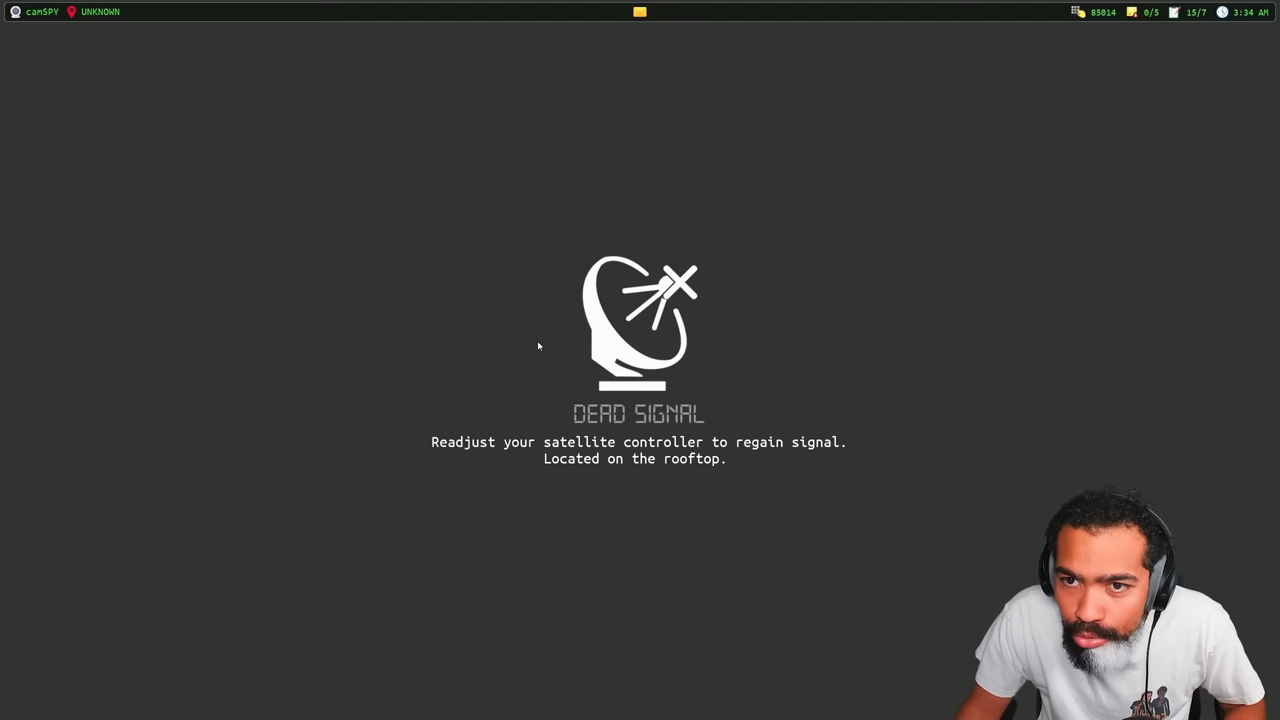 camSPY UNKNOWN 85014 0/5 15/7 3:34 AM
DEAD SIGNAL
Readjust your satellite controller to regain signal.
Located on the rooftop.